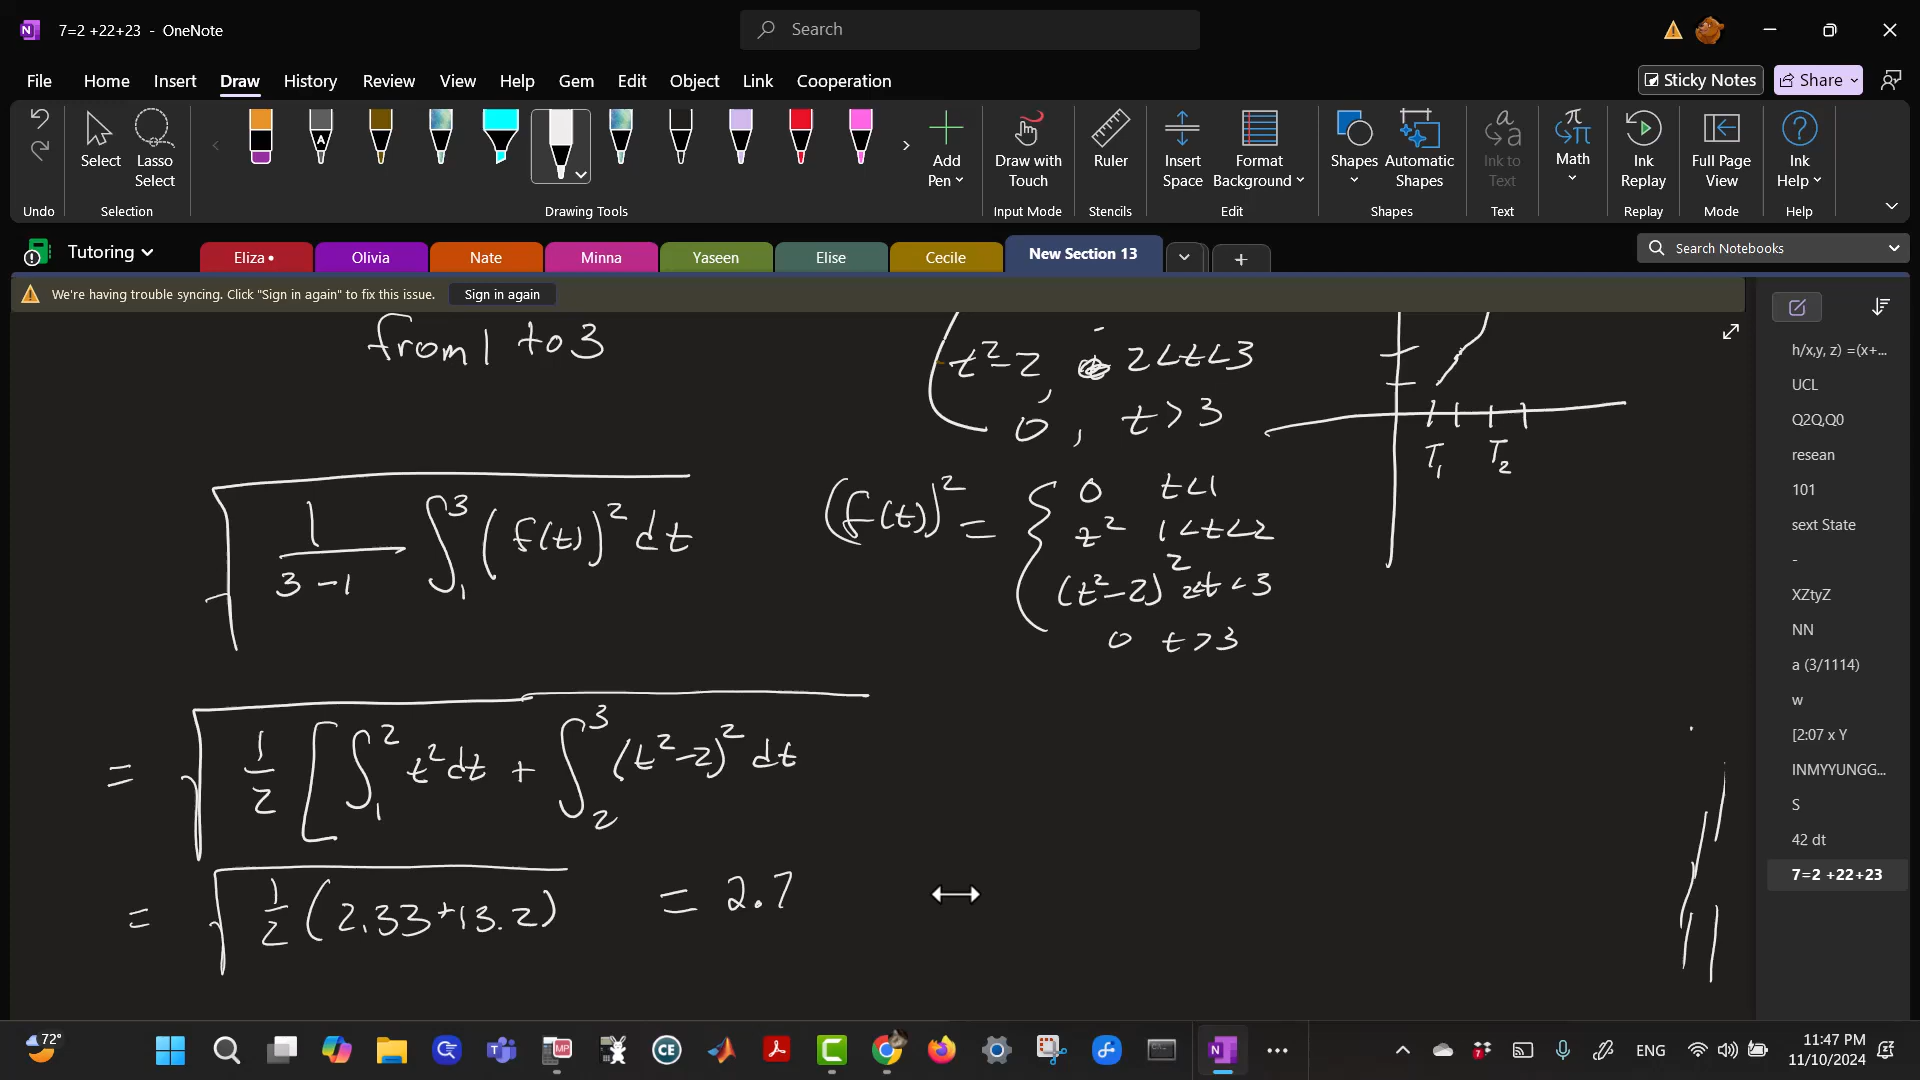 7=2 +22+23 - OneNote
Search
File Home Insert Draw History Review View Help Gem Edit Object Link Cooperation
Sticky Notes
Share
Select
Lasso Select
A
Add Pen
Draw with Touch
Ruler
Insert Space
Format Background
Shapes
Automatic Shapes
Ink to Text
Math
Ink Replay
Full Page View
Ink Help
Undo Selection Drawing Tools Input Mode Stencils Edit Shapes Text Replay Mode Help
Tutoring
Eliza • Olivia Nate Minna Yaseen Elise Cecile New Section 13
Search Notebooks
We're having trouble syncing. Click "Sign in again" to fix this issue. Sign in again
from 1 to 3
t²-2, 2<t<3
0, t>3
T₁ T₂
√ 1/(3-1) ∫₁³ (f(t))² dt
(f(t))² = { 0 t<1
t² 1<t<2
(t²-2)² 2<t<3
0 t>3
= √ 1/2 [ ∫₁² t² dt + ∫₂³ (t²-2)² dt
= √ 1/2 (2.33+13.2) = 2.7
h/x,y, z) =(x+...
UCL
Q2Q,Q0
resean
101
sext State
-
XZtyZ
NN
a (3/1114)
w
[2:07 x Y
INMYYUNGG...
S
42 dt
7=2 +22+23
72°
ENG
11:47 PM
11/10/2024